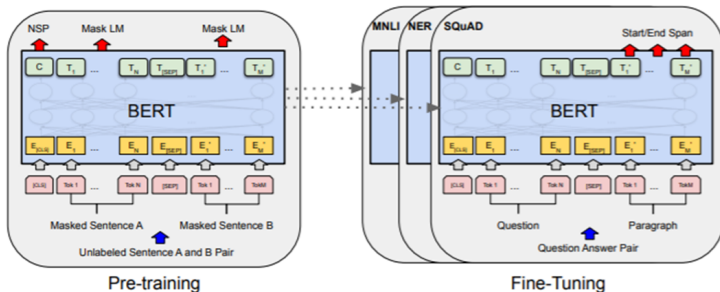 NSP Mask LM Mask LM
C T1 ... TN T[SEP] T1' ... TM'
BERT
E[CLS] E1 ... EN E[SEP] E1' ... EM'
[CLS] Tok 1 ... Tok N [SEP] Tok 1 ... TokM
Masked Sentence A Masked Sentence B
Unlabeled Sentence A and B Pair
Pre-training
MNLI NER SQuAD
Start/End Span
C T1 ... TN T[SEP] T1' ... TM'
BERT
E[CLS] E1 ... EN E[SEP] E1' ... EM'
[CLS] Tok 1 ... Tok N [SEP] Tok 1 ... TokM
Question Paragraph
Question Answer Pair
Fine-Tuning